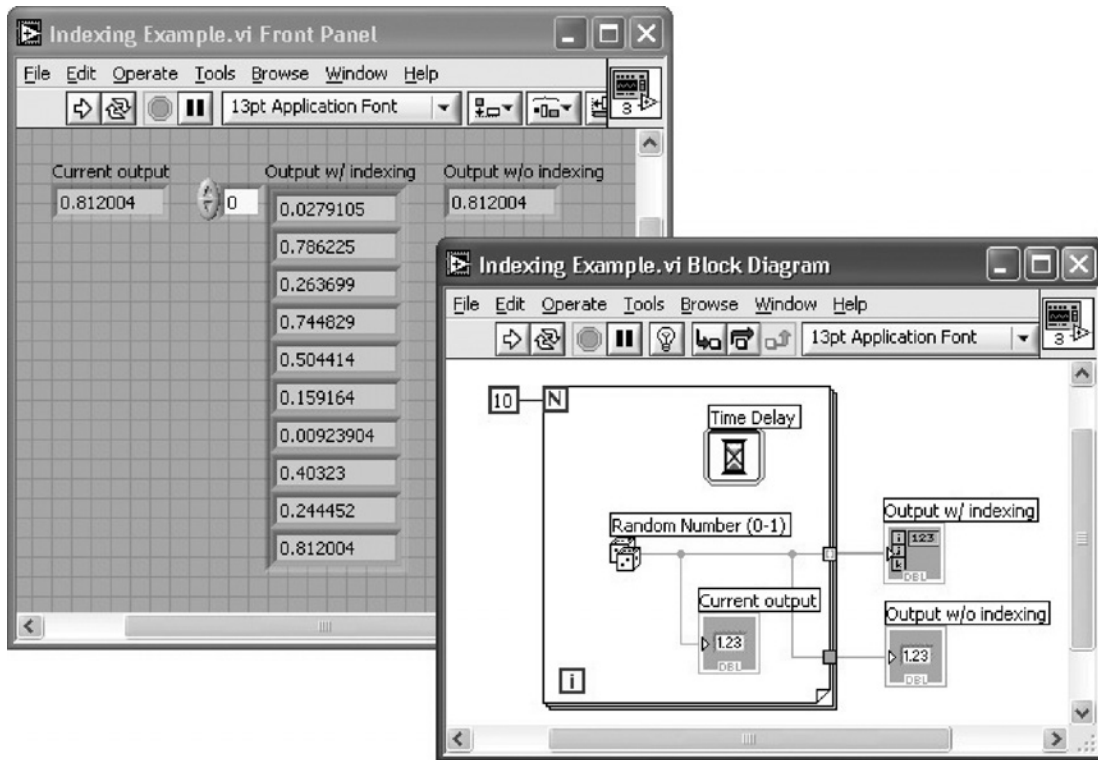 Indexing Example.vi Front Panel
File Edit Operate Tools Browse Window Help
13pt Application Font
3
Current output
0.812004
0
Output w/ indexing
0.0279105
0.786225
0.263699
0.744829
0.504414
0.159164
0.00923904
0.40323
0.244452
0.812004
Output w/o indexing
0.812004
Indexing Example.vi Block Diagram
File Edit Operate Tools Browse Window Help
13pt Application Font
3
10
N
Time Delay
Random Number (0-1)
Current output
1.23
DBL
i
Output w/ indexing
i 123
j
k
DBL
Output w/o indexing
1.23
DBL